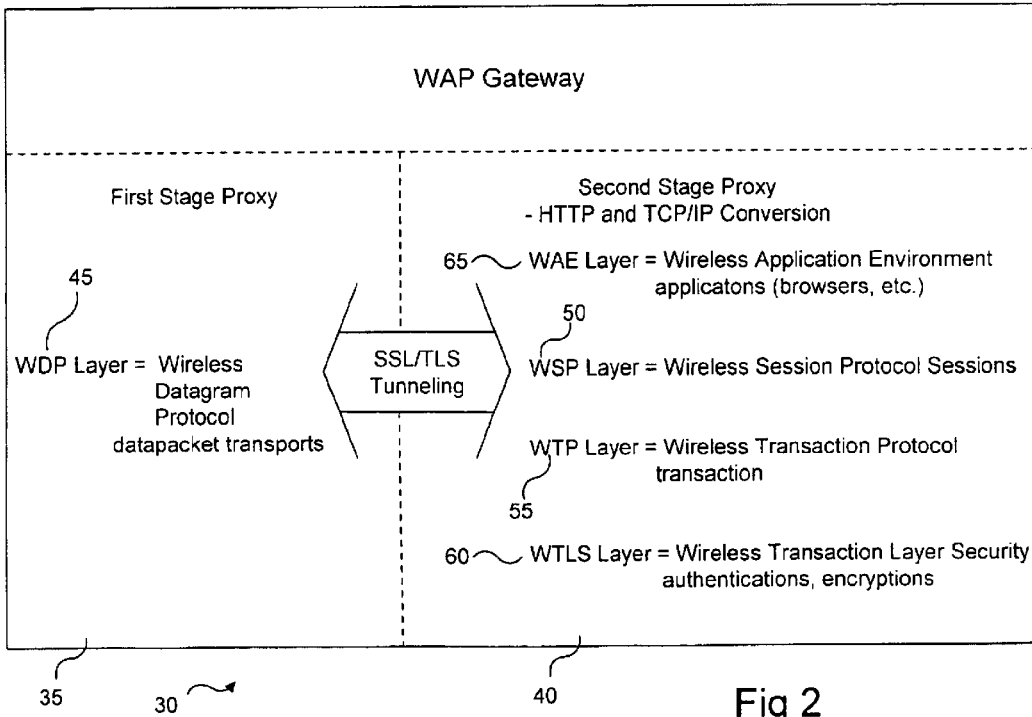 WAP Gateway
First Stage Proxy
45
WDP Layer = Wireless
Datagram
Protocol
datapacket transports
SSL/TLS
Tunneling
Second Stage Proxy
- HTTP and TCP/IP Conversion
65
WAE Layer = Wireless Application Environment
applicatons (browsers, etc.)
50
WSP Layer = Wireless Session Protocol Sessions
WTP Layer = Wireless Transaction Protocol
transaction
55
60
WTLS Layer = Wireless Transaction Layer Security
authentications, encryptions
35
30
40
Fig 2